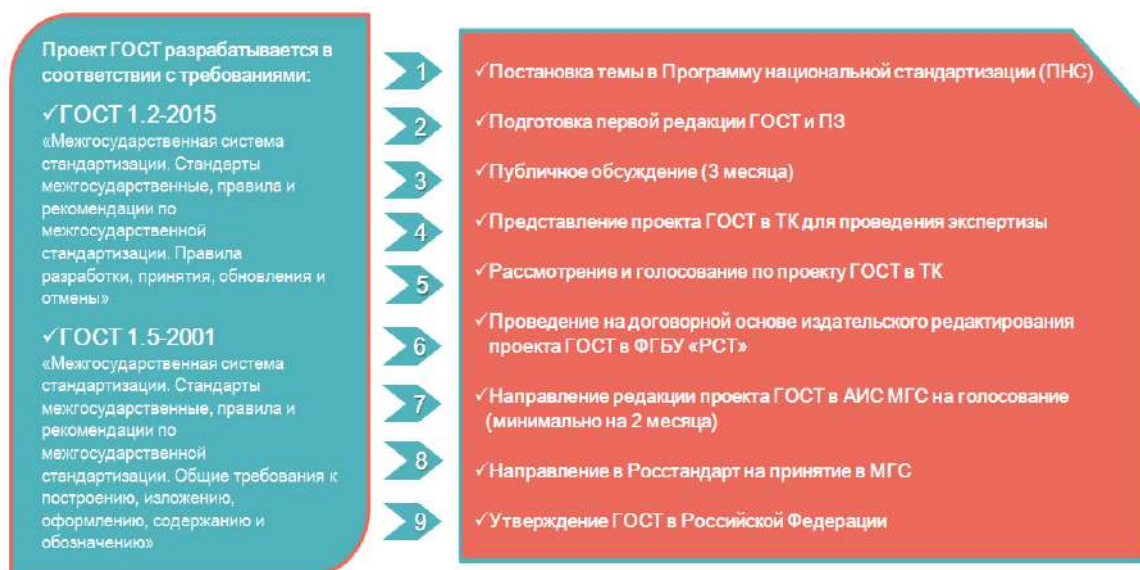 Проект ГОСТ разрабатывается в
соответствии с требованиями:
✓ГОСТ 1.2-2015
«Межгосударственная система
стандартизации. Стандарты
межгосударственные, правила и
рекомендации по
межгосударственной
стандартизации. Правила
разработки, принятия, обновления и
отмены»
✓ГОСТ 1.5-2001
«Межгосударственная система
стандартизации. Стандарты
межгосударственные, правила и
рекомендации по
межгосударственной
стандартизации. Общие требования к
построению, изложению,
оформлению, содержанию и
обозначению»
1 ✓Постановка темы в Программу национальной стандартизации (ПНС)
2 ✓Подготовка первой редакции ГОСТ и ПЗ
3 ✓Публичное обсуждение (3 месяца)
4 ✓Представление проекта ГОСТ в ТК для проведения экспертизы
5 ✓Рассмотрение и голосование по проекту ГОСТ в ТК
6 ✓Проведение на договорной основе издательского редактирования
проекта ГОСТ в ФГБУ «РСТ»
7 ✓Направление редакции проекта ГОСТ в АИС МГС на голосование
(минимально на 2 месяца)
8 ✓Направление в Росстандарт на принятие в МГС
9 ✓Утверждение ГОСТ в Российской Федерации